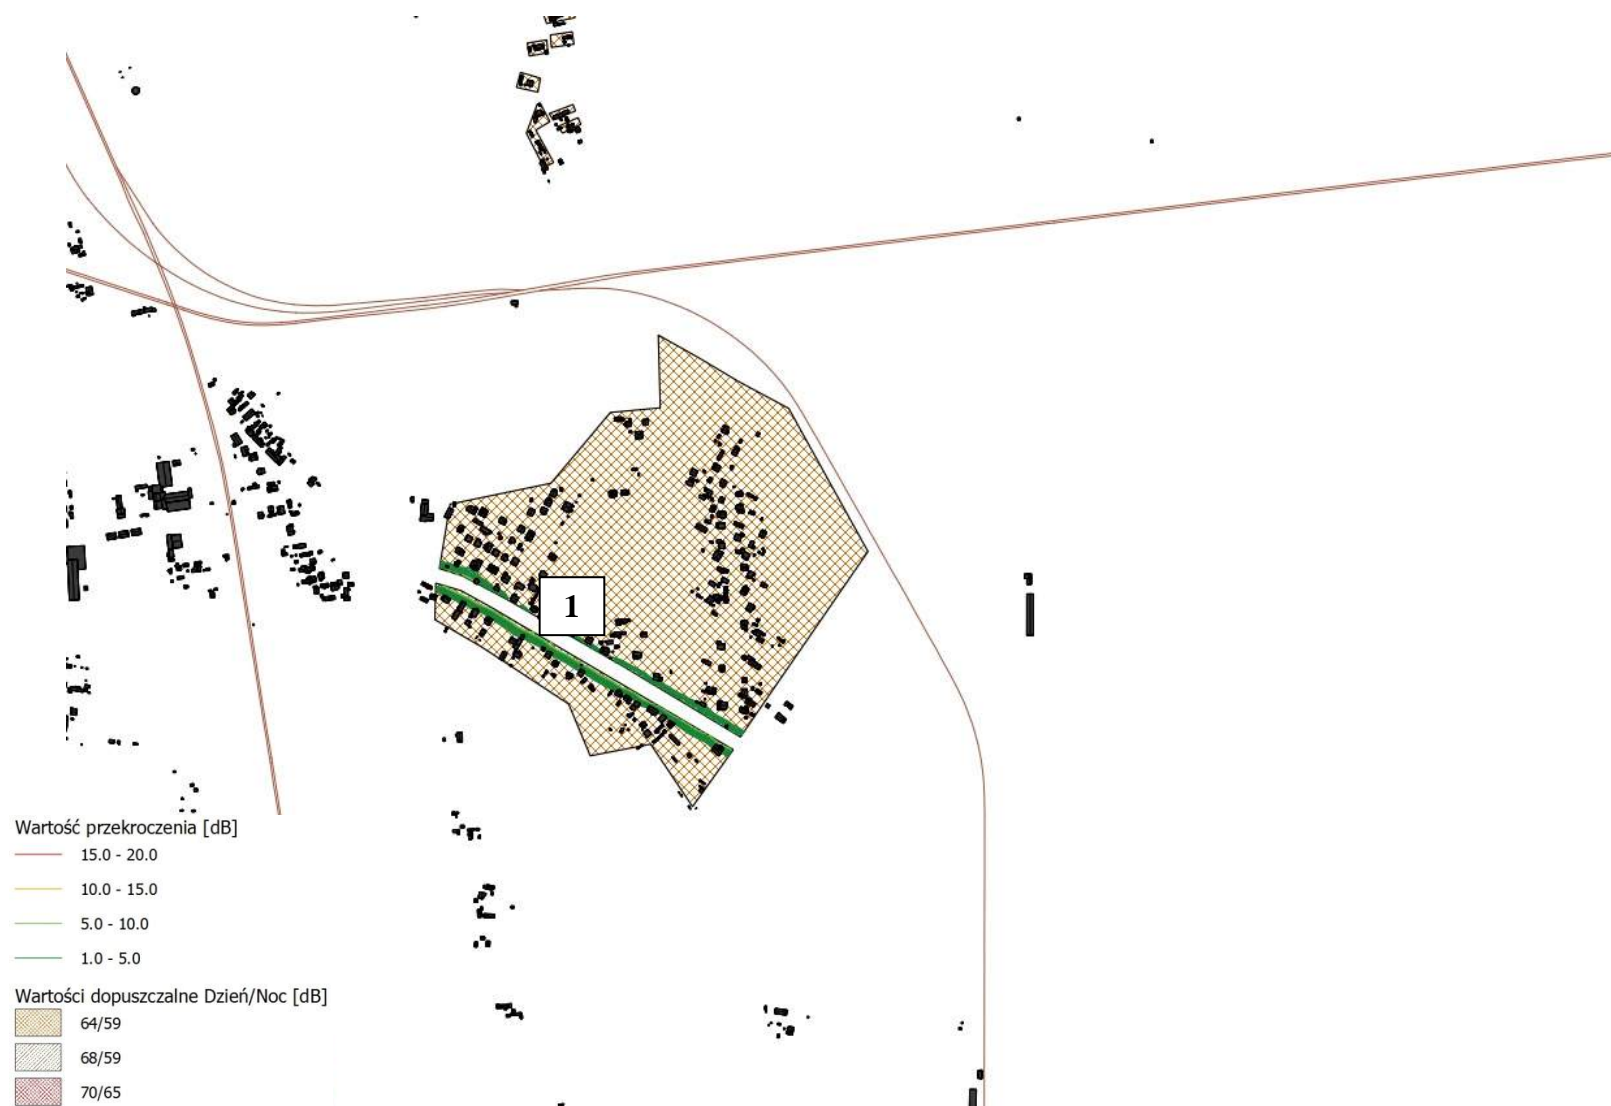 1
Wartość przekroczenia [dB]
15.0 - 20.0
10.0 - 15.0
5.0 - 10.0
1.0 - 5.0
Wartości dopuszczalne Dzień/Noc [dB]
64/59
68/59
70/65